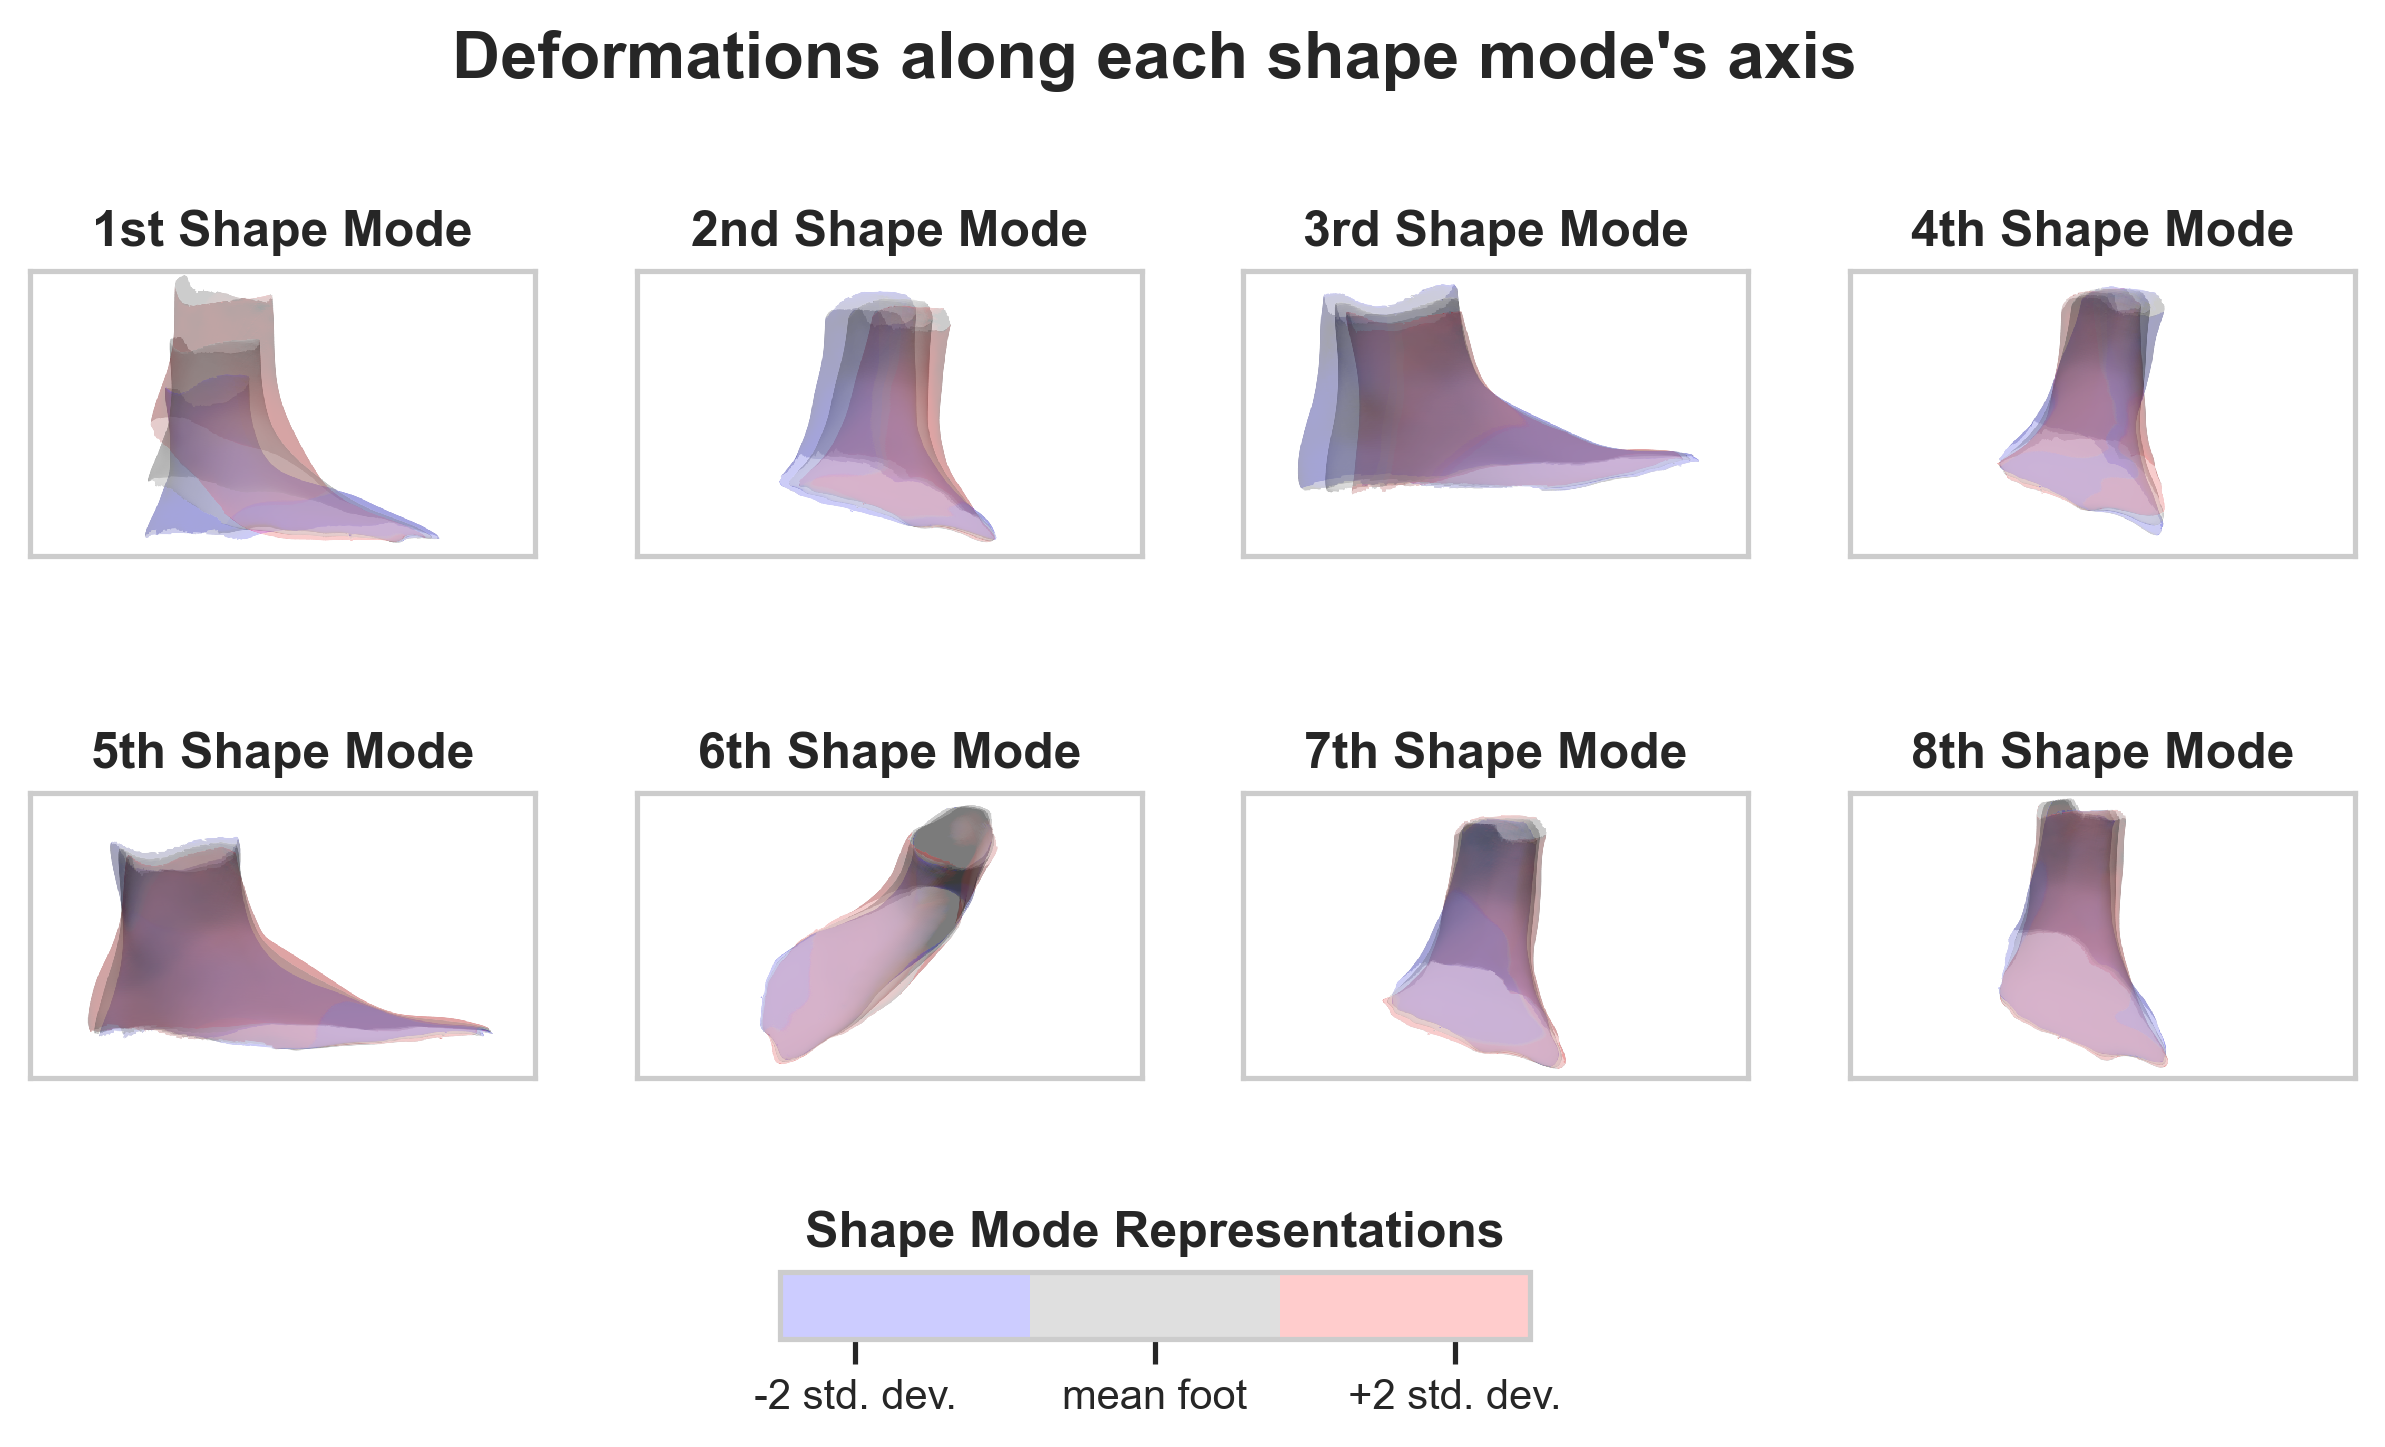 Deformations along each shape mode's axis
1st Shape Mode
2nd Shape Mode
3rd Shape Mode
4th Shape Mode
5th Shape Mode
6th Shape Mode
7th Shape Mode
8th Shape Mode
Shape Mode Representations
-2 std. dev.
mean foot
+2 std. dev.